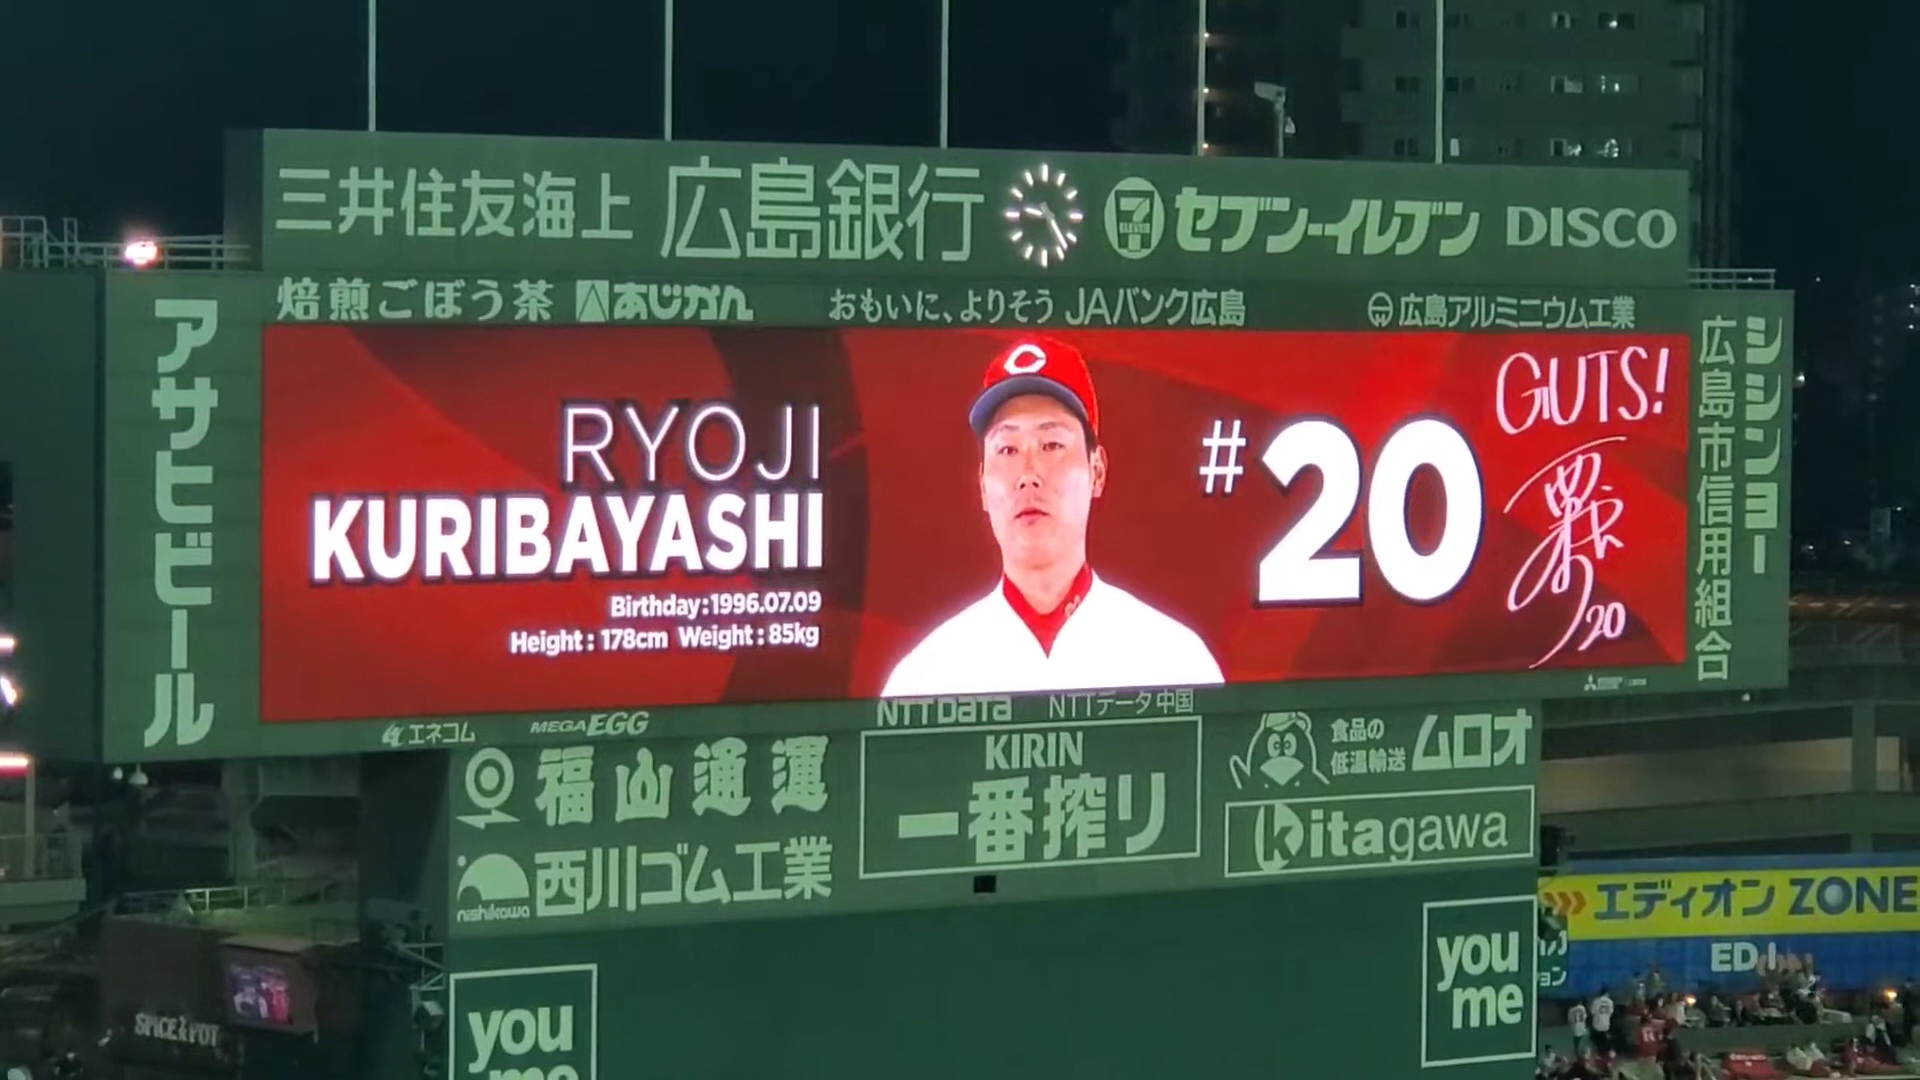 三井住友海上
広島銀行
7
ELEVEN
セブン-イレブン
DISCO
焙煎ごぼう茶
あじかん
おもいに、よりそう JAバンク広島
広島アルミニウム工業
アサヒビール
RYOJI
KURIBAYASHI
Birthday:1996.07.09
Height: 178cm Weight: 85kg
C
#20
GUTS!
20
シシンヨー
広島市信用組合
エネコム
MEGA EGG
NTT DATA
NTTデータ中国
福山通運
KIRIN
一番搾り
食品の
低温輸送
ムロオ
nishikawa
西川ゴム工業
Kitagawa
エディオン ZONE
EDI
you
me
you
me
SPICE & POT